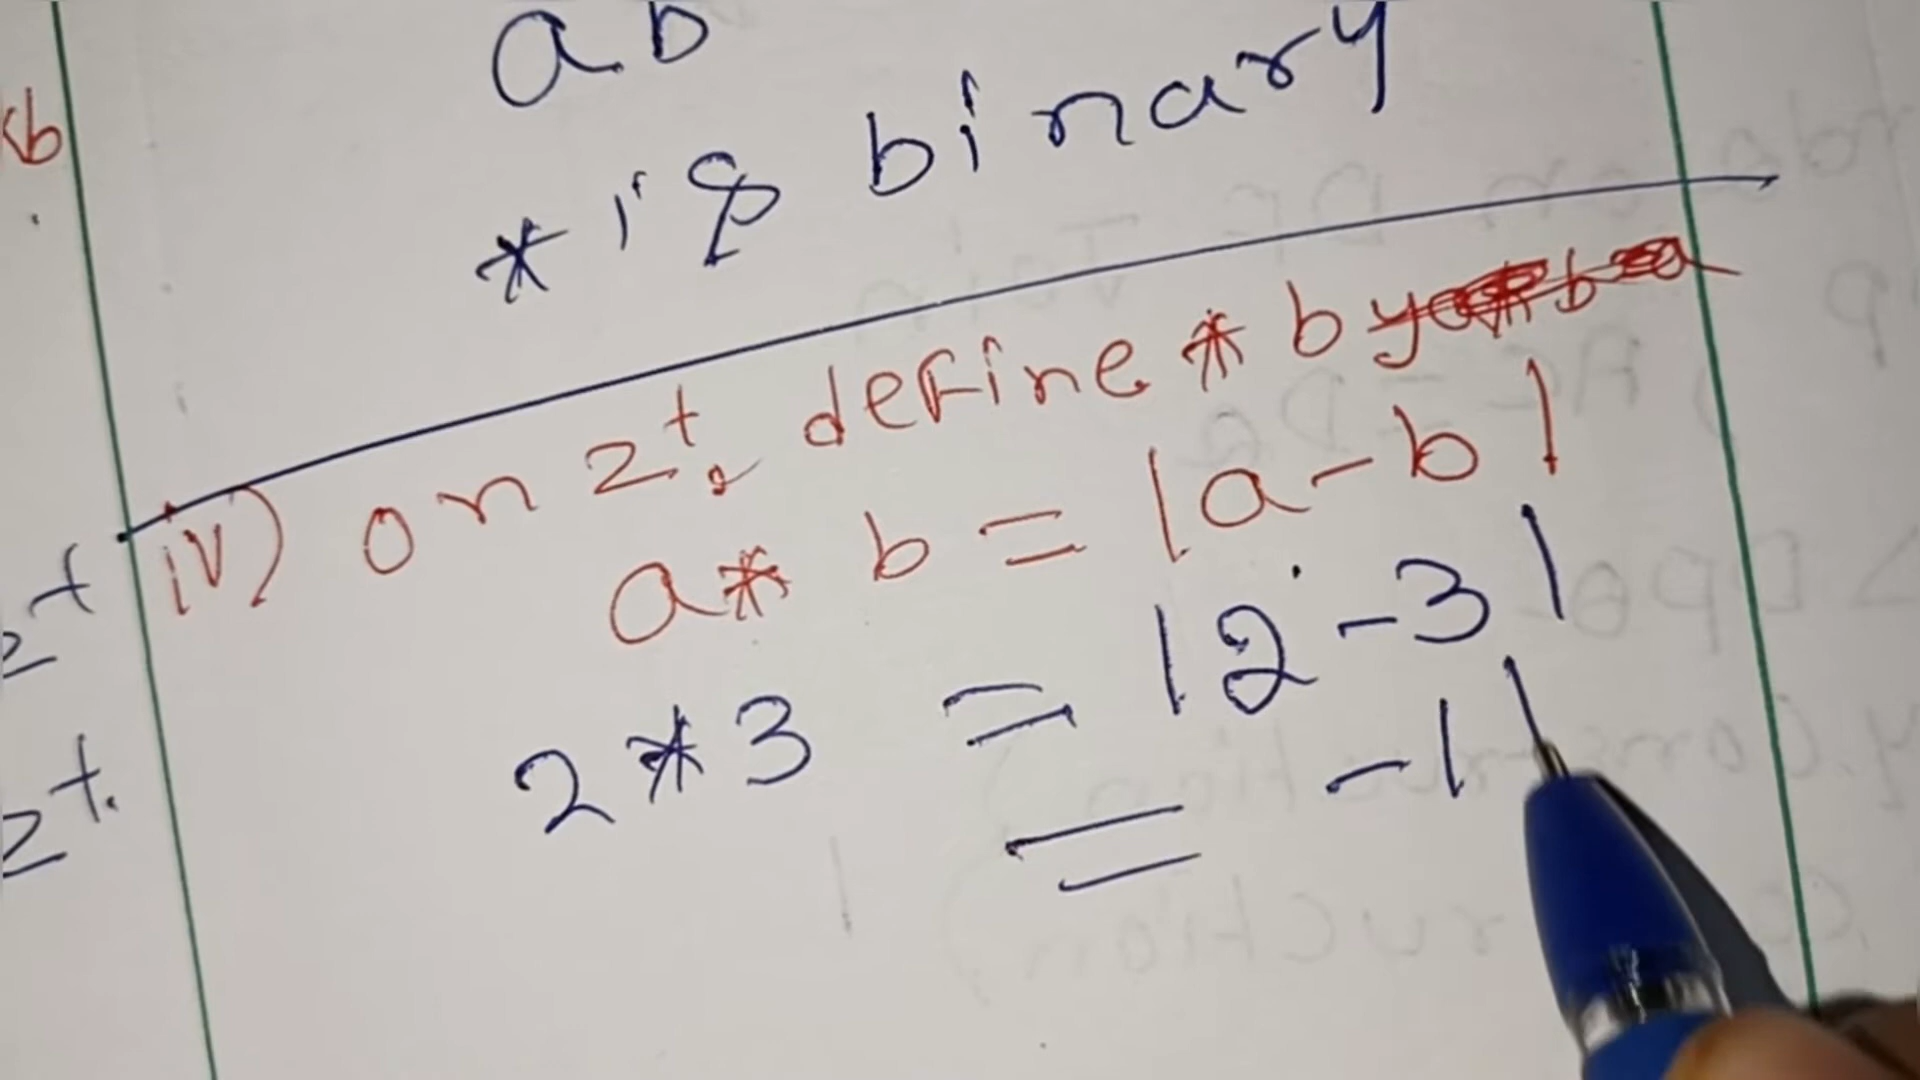 ab
* is binary
<b
iv) on z+, define * by
a * b = |a - b|
2 * 3 = |2 - 3|
= -1 |
z+
z+.